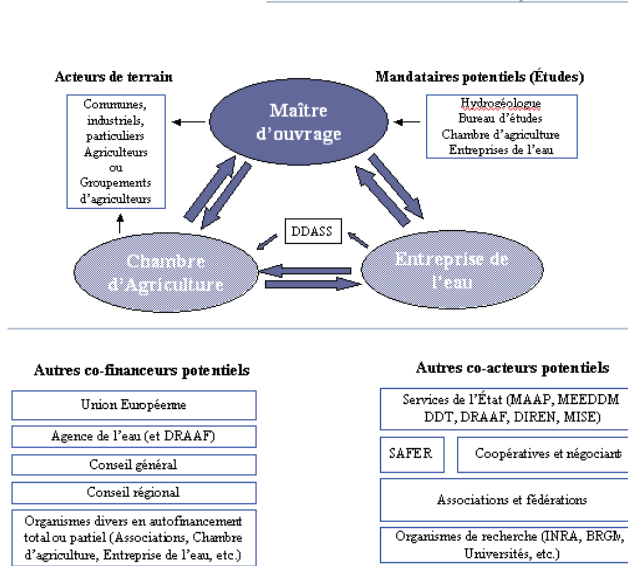 Acteurs de terrain
Communes,
industriels,
particuliers
Agriculteurs
ou
Groupements
d'agriculteurs
Maître
d'ouvrage
Mandataires potentiels (Études)
Hydrogéologue
Bureau d'études
Chambre d'agriculture
Entreprises de l'eau
DDASS
Chambre
d'Agriculture
Entreprise de
l'eau
Autres co-financeurs potentiels
Union Européenne
Agence de l'eau (et DRAAF)
Conseil général
Conseil régional
Organismes divers en autofinancement
total ou partiel (Associations, Chambre
d'agriculture, Entreprise de l'eau, etc.)
Autres co-acteurs potentiels
Services de l'État (MAAP, MEEDDM
DDT, DRAAF, DIREN, MISE)
SAFER
Coopératives et négociants
Associations et fédérations
Organismes de recherche (INRA, BRGM,
Universités, etc.)